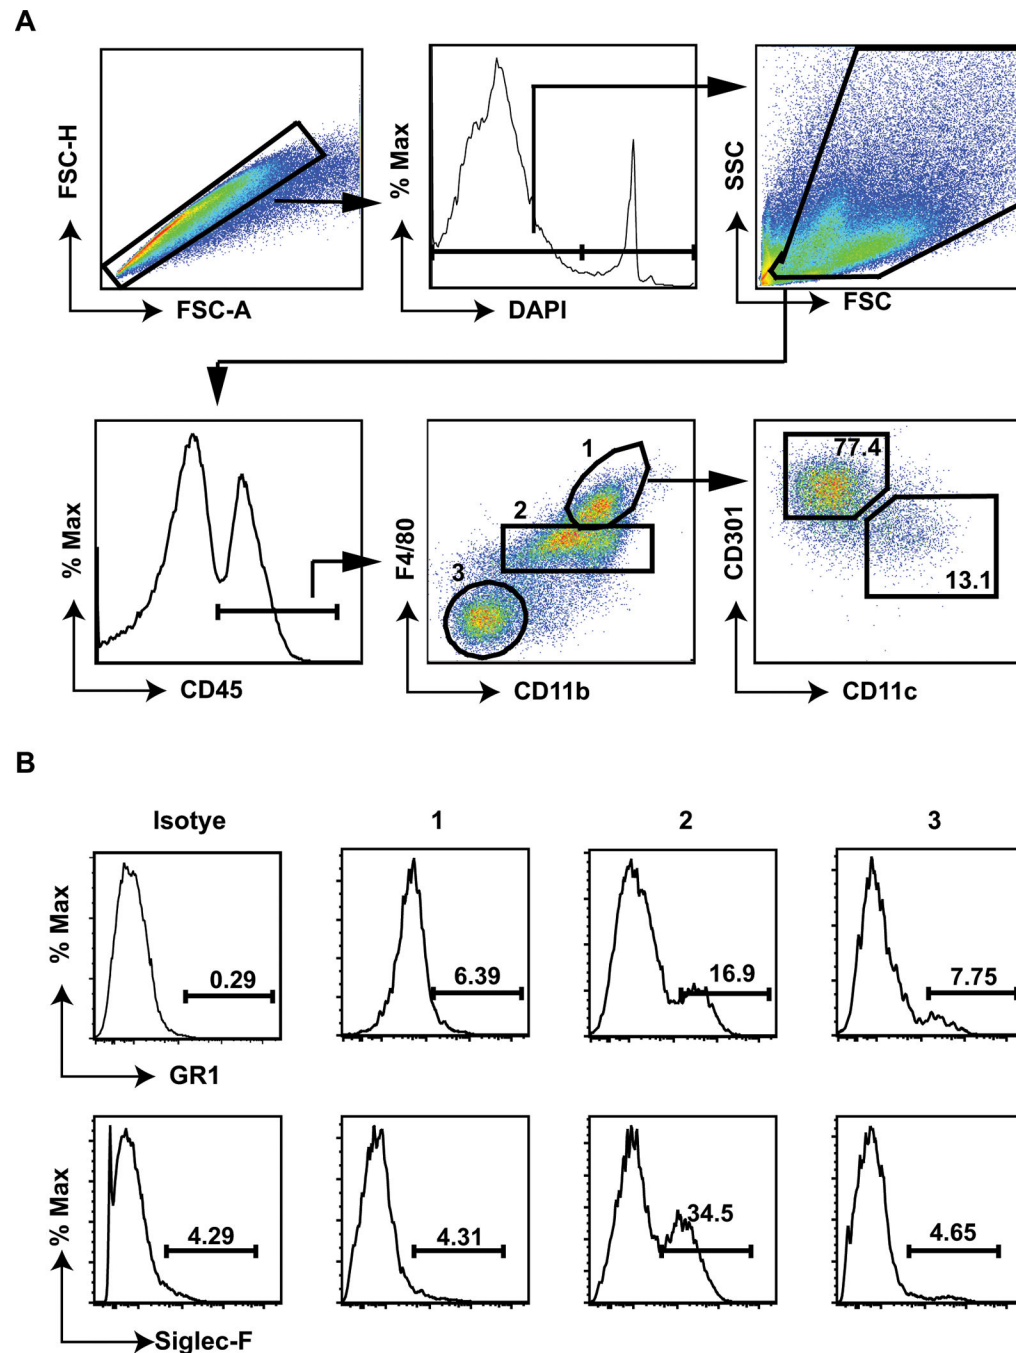 A
FSC-H
FSC-A
% Max
DAPI
SSC
FSC
% Max
CD45
F4/80
1
2
3
CD11b
CD301
77.4
13.1
CD11c
B
Isotye 1 2 3
% Max
0.29 6.39 16.9 7.75
GR1
% Max
4.29 4.31 34.5 4.65
Siglec-F